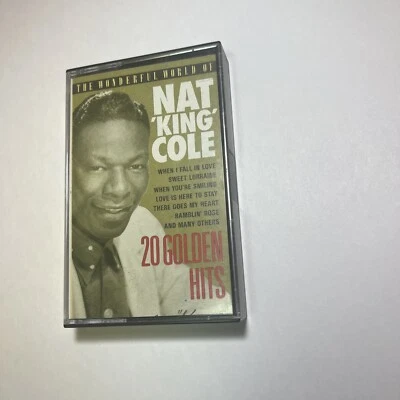 THE WONDERFUL WORLD OF
NAT
'KING'
COLE
WHEN I FALL IN LOVE
SWEET LORRAINE
WHEN YOU'RE SMILING
LOVE IS HERE TO STAY
THERE GOES MY HEART
RAMBLIN' ROSE
AND MANY OTHERS
20 GOLDEN
HITS